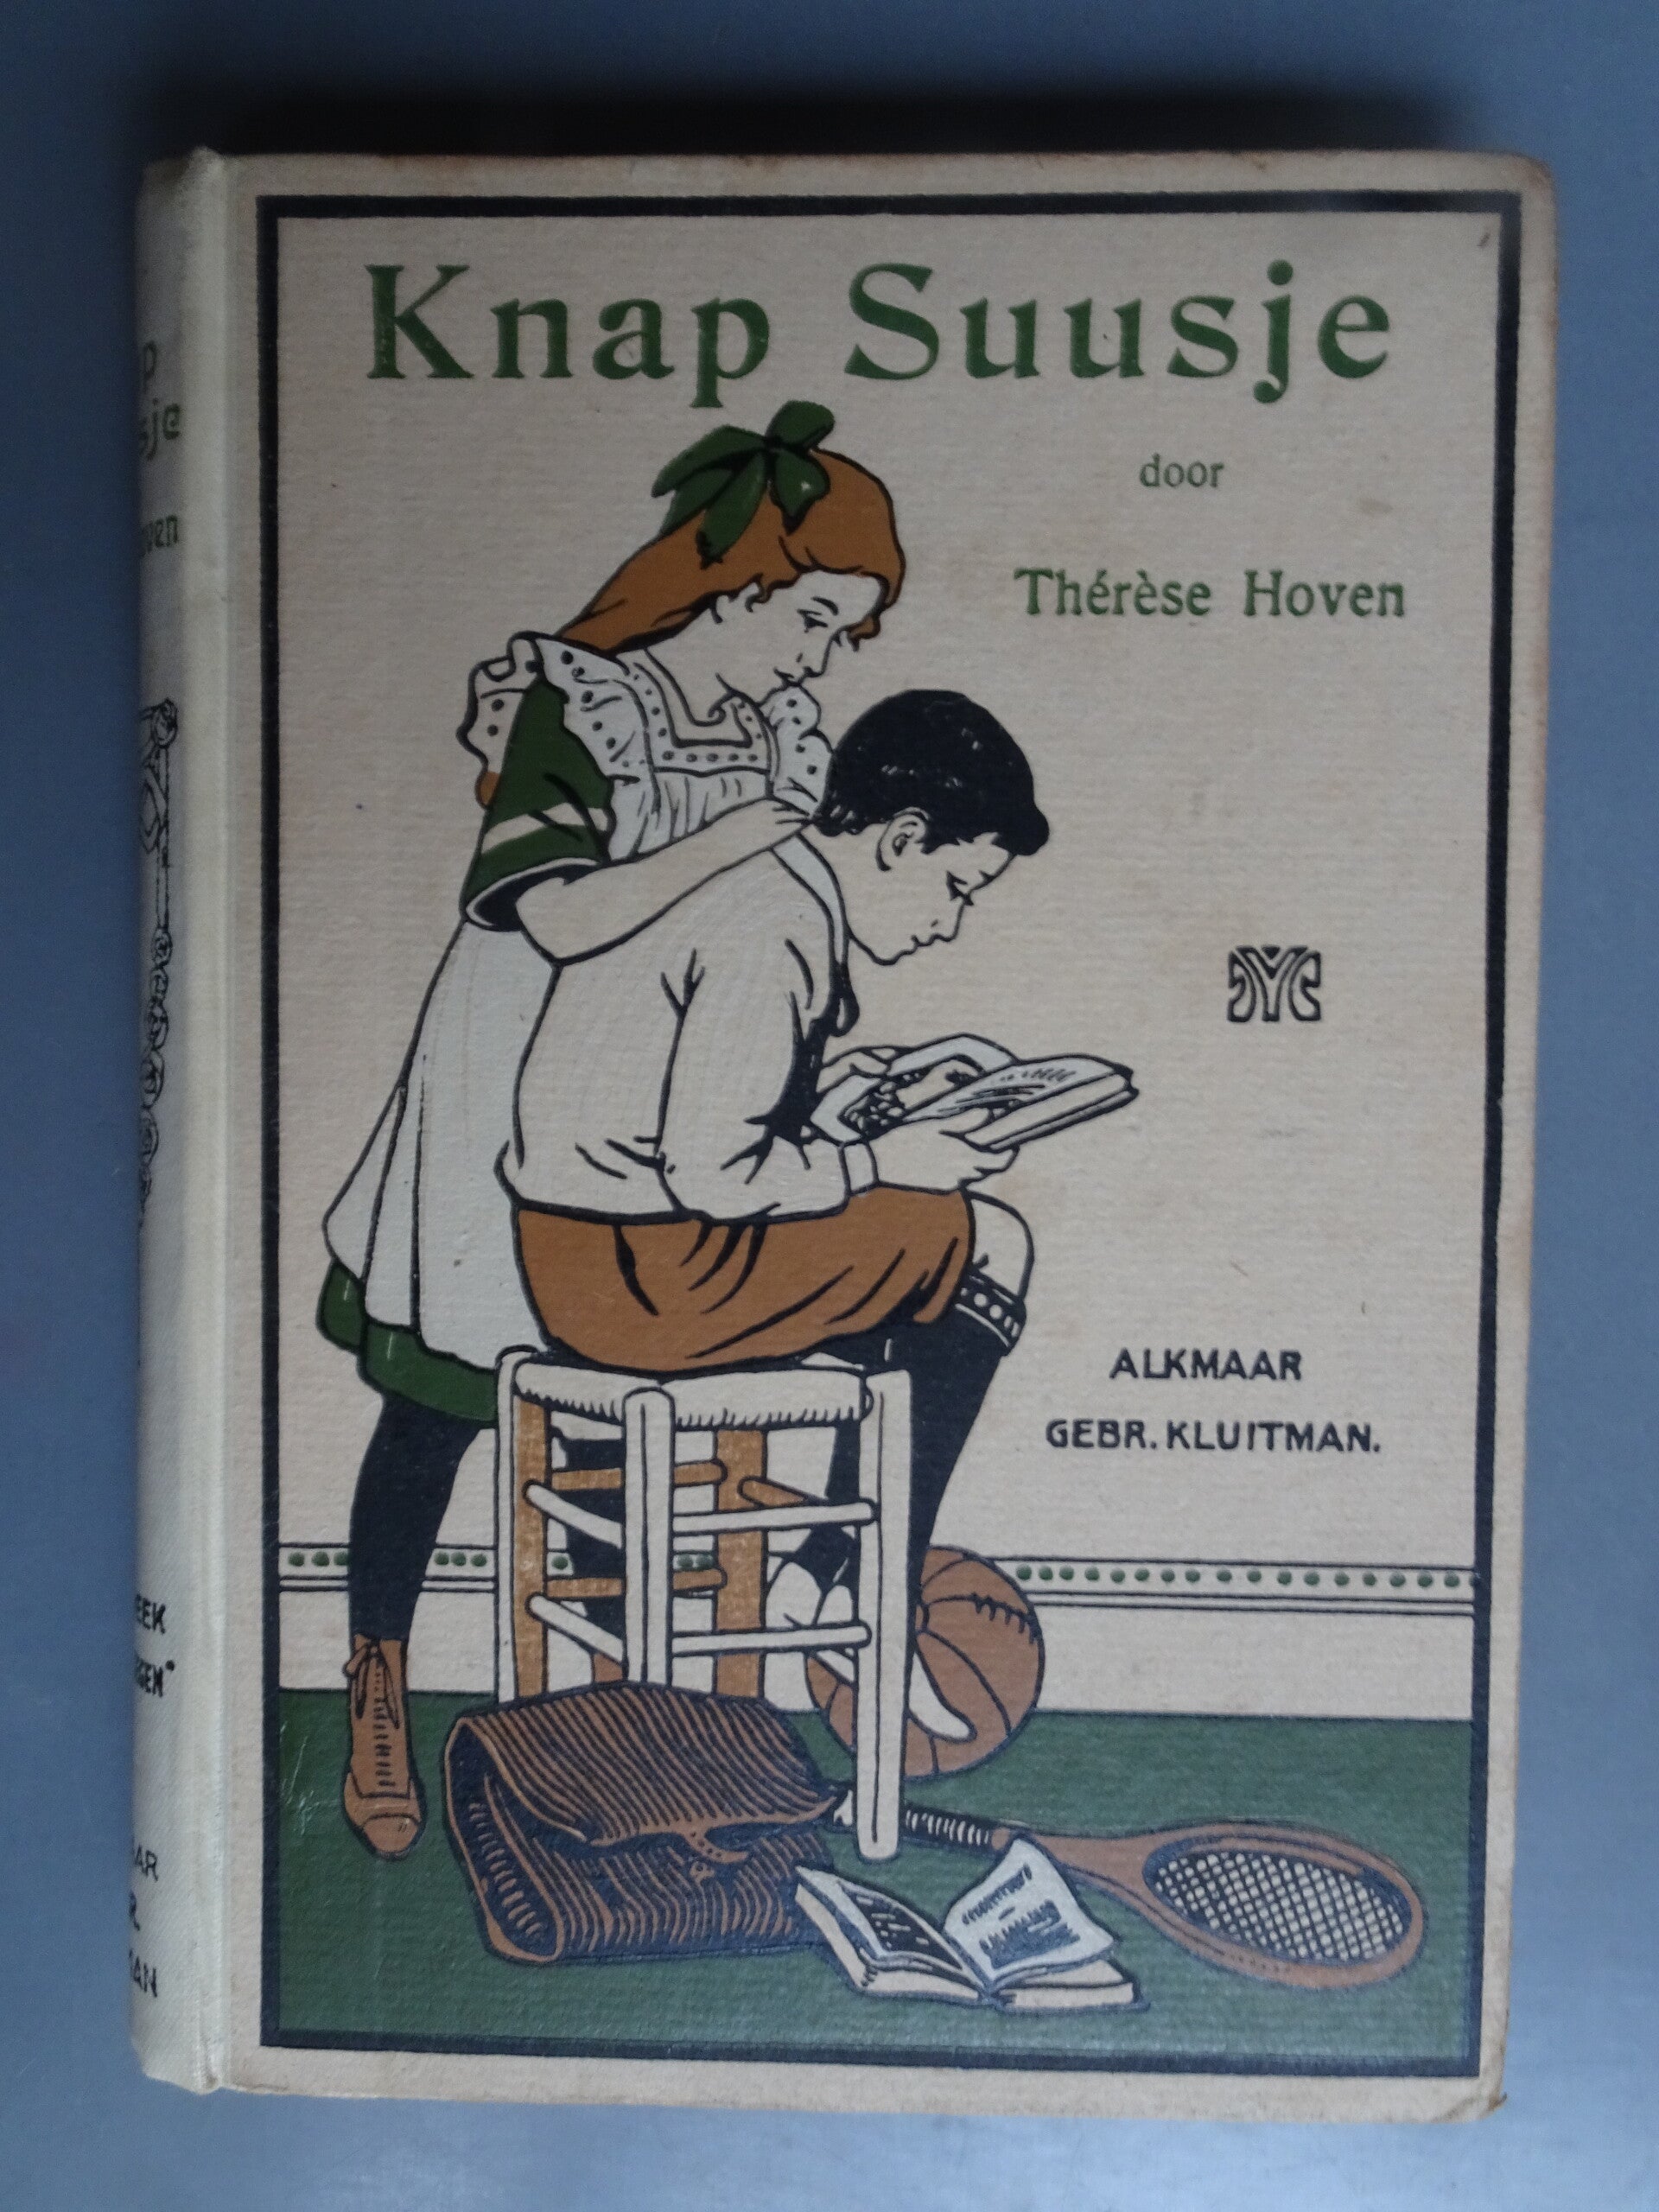 Knap Suusje
door
Thérèse Hoven
ALKMAAR
GEBR. KLUITMAN.